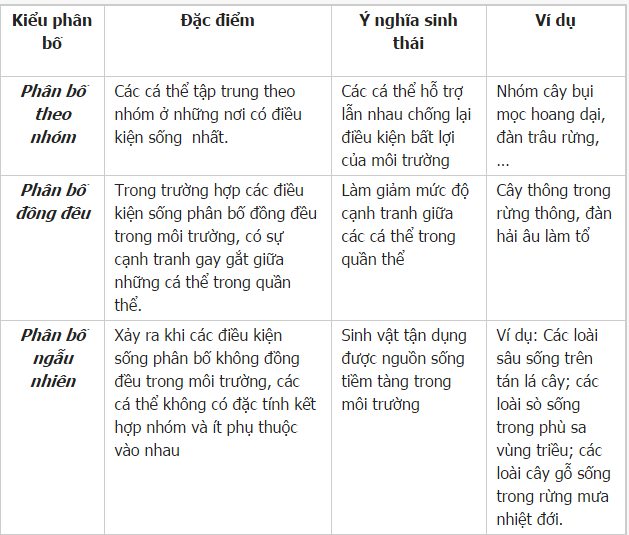 Kiểu phân bố
Đặc điểm
Ý nghĩa sinh thái
Ví dụ
Phân bố theo nhóm
Các cá thể tập trung theo
nhóm ở những nơi có điều
kiện sống  nhất.
Các cá thể hỗ trợ
lẫn nhau chống lại
điều kiện bất lợi
của môi trường
Nhóm cây bụi
mọc hoang dại,
đàn trâu rừng,
...
Phân bố đồng đều
Trong trường hợp các điều
kiện sống phân bố đồng đều
trong môi trường, có sự
cạnh tranh gay gắt giữa
những cá thể trong quần
thể.
Làm giảm mức độ
cạnh tranh giữa
các cá thể trong
quần thể
Cây thông trong
rừng thông, đàn
hải âu làm tổ
Phân bố ngẫu nhiên
Xảy ra khi các điều kiện
sống phân bố không đồng
đều trong môi trường, các
cá thể không có đặc tính kết
hợp nhóm và ít phụ thuộc
vào nhau
Sinh vật tận dụng
được nguồn sống
tiềm tàng trong
môi trường
Ví dụ: Các loài
sâu sống trên
tán lá cây; các
loài sò sống
trong phù sa
vùng triều; các
loài cây gỗ sống
trong rừng mưa
nhiệt đới.